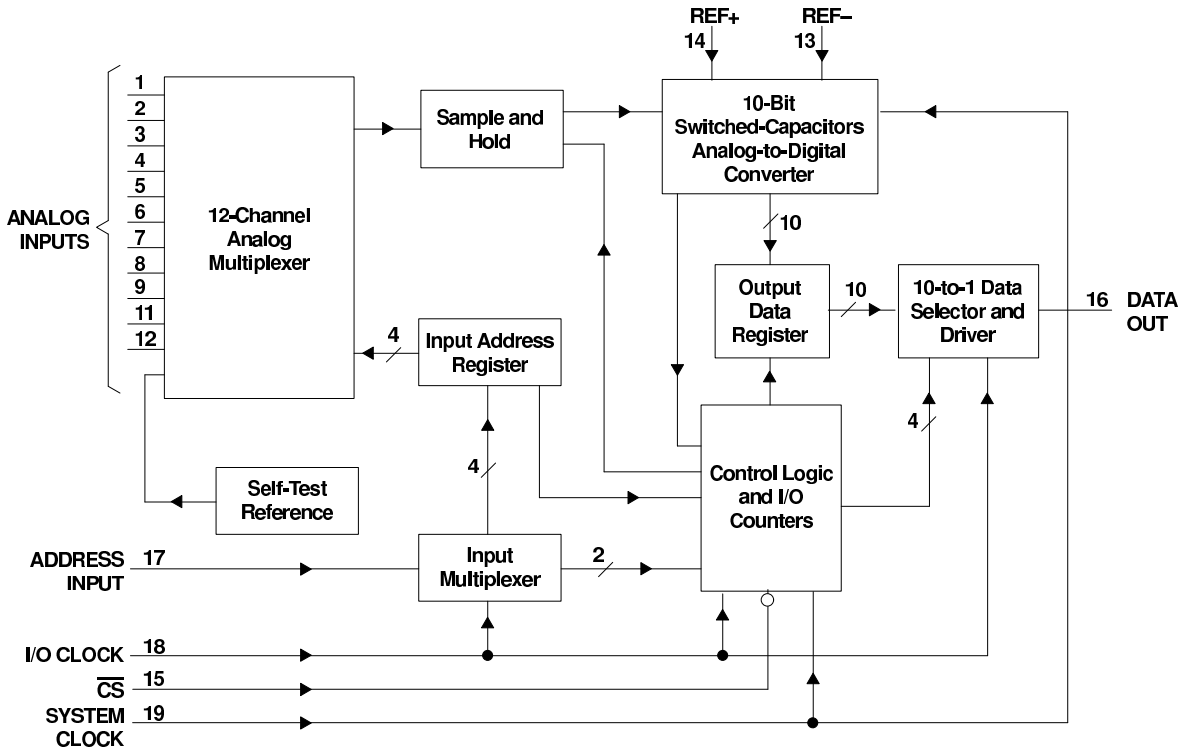 REF+
14
REF–
13
ANALOG
INPUTS
1
2
3
4
5
6
7
8
9
11
12
12-Channel
Analog
Multiplexer
Sample and
Hold
10-Bit
Switched-Capacitors
Analog-to-Digital
Converter
10
Output
Data
Register
10
10-to-1 Data
Selector and
Driver
16
DATA
OUT
4
Input Address
Register
4
4
Self-Test
Reference
Control Logic
and I/O
Counters
ADDRESS
INPUT
17
Input
Multiplexer
2
I/O CLOCK
18
CS
15
SYSTEM
CLOCK
19